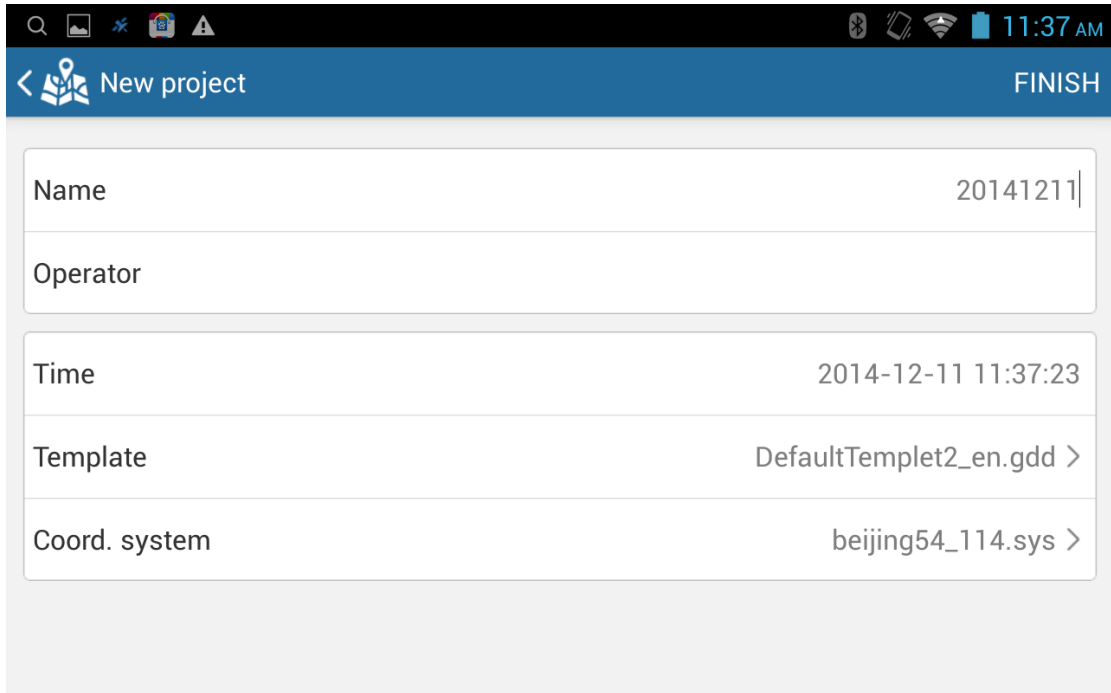 11:37 AM
New project FINISH
Name 20141211
Operator
Time 2014-12-11 11:37:23
Template DefaultTemplet2_en.gdd
Coord. system beijing54_114.sys